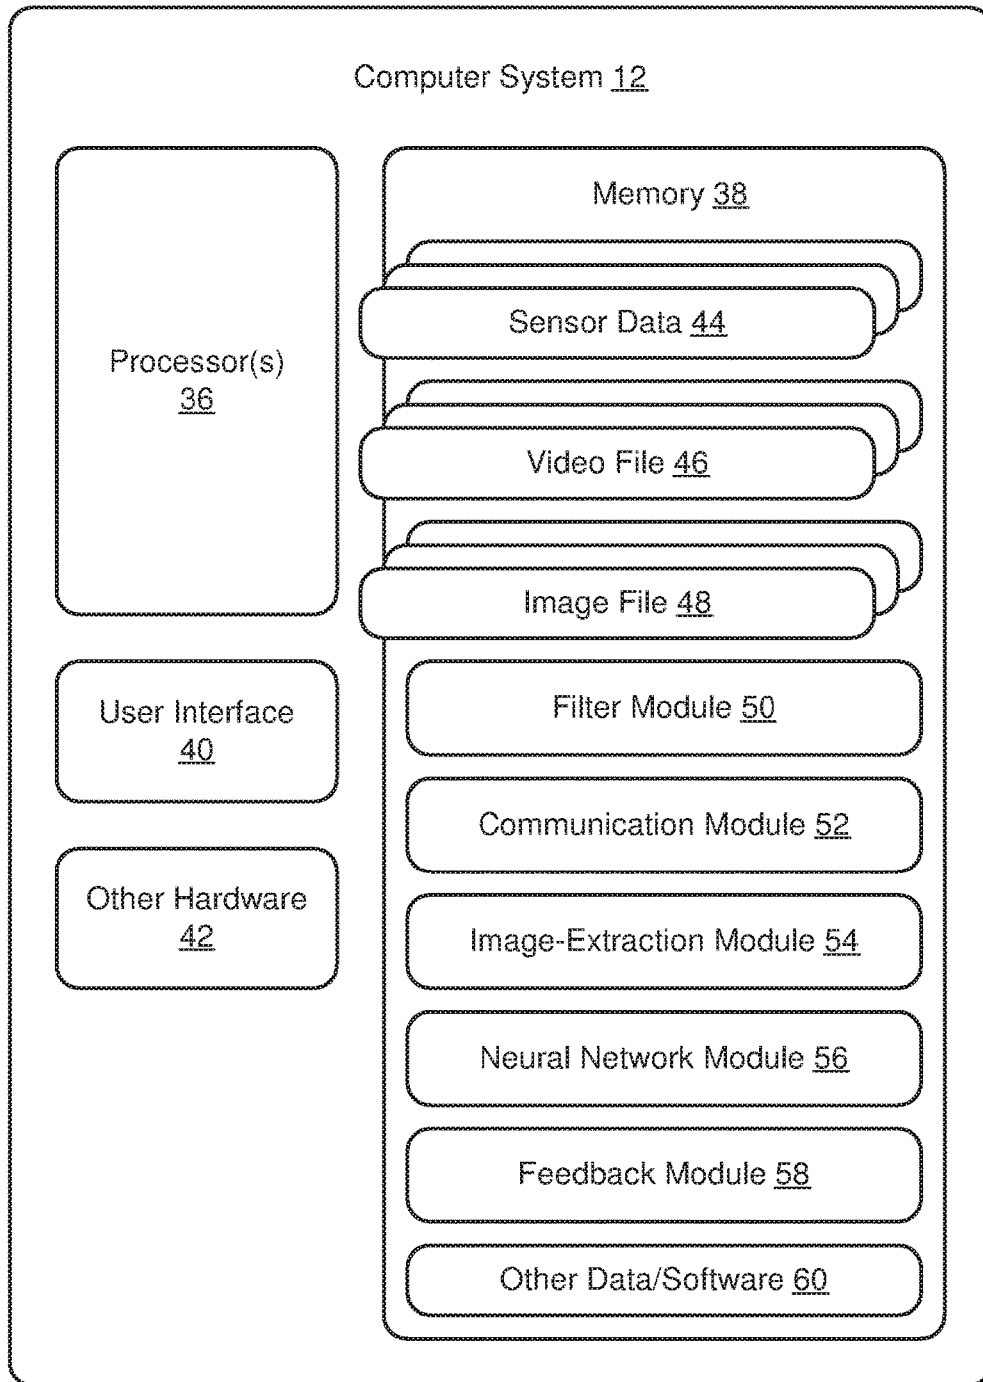 Computer System 12
Processor(s)
36
User Interface
40
Other Hardware
42
Memory 38
Sensor Data 44
Video File 46
Image File 48
Filter Module 50
Communication Module 52
Image-Extraction Module 54
Neural Network Module 56
Feedback Module 58
Other Data/Software 60